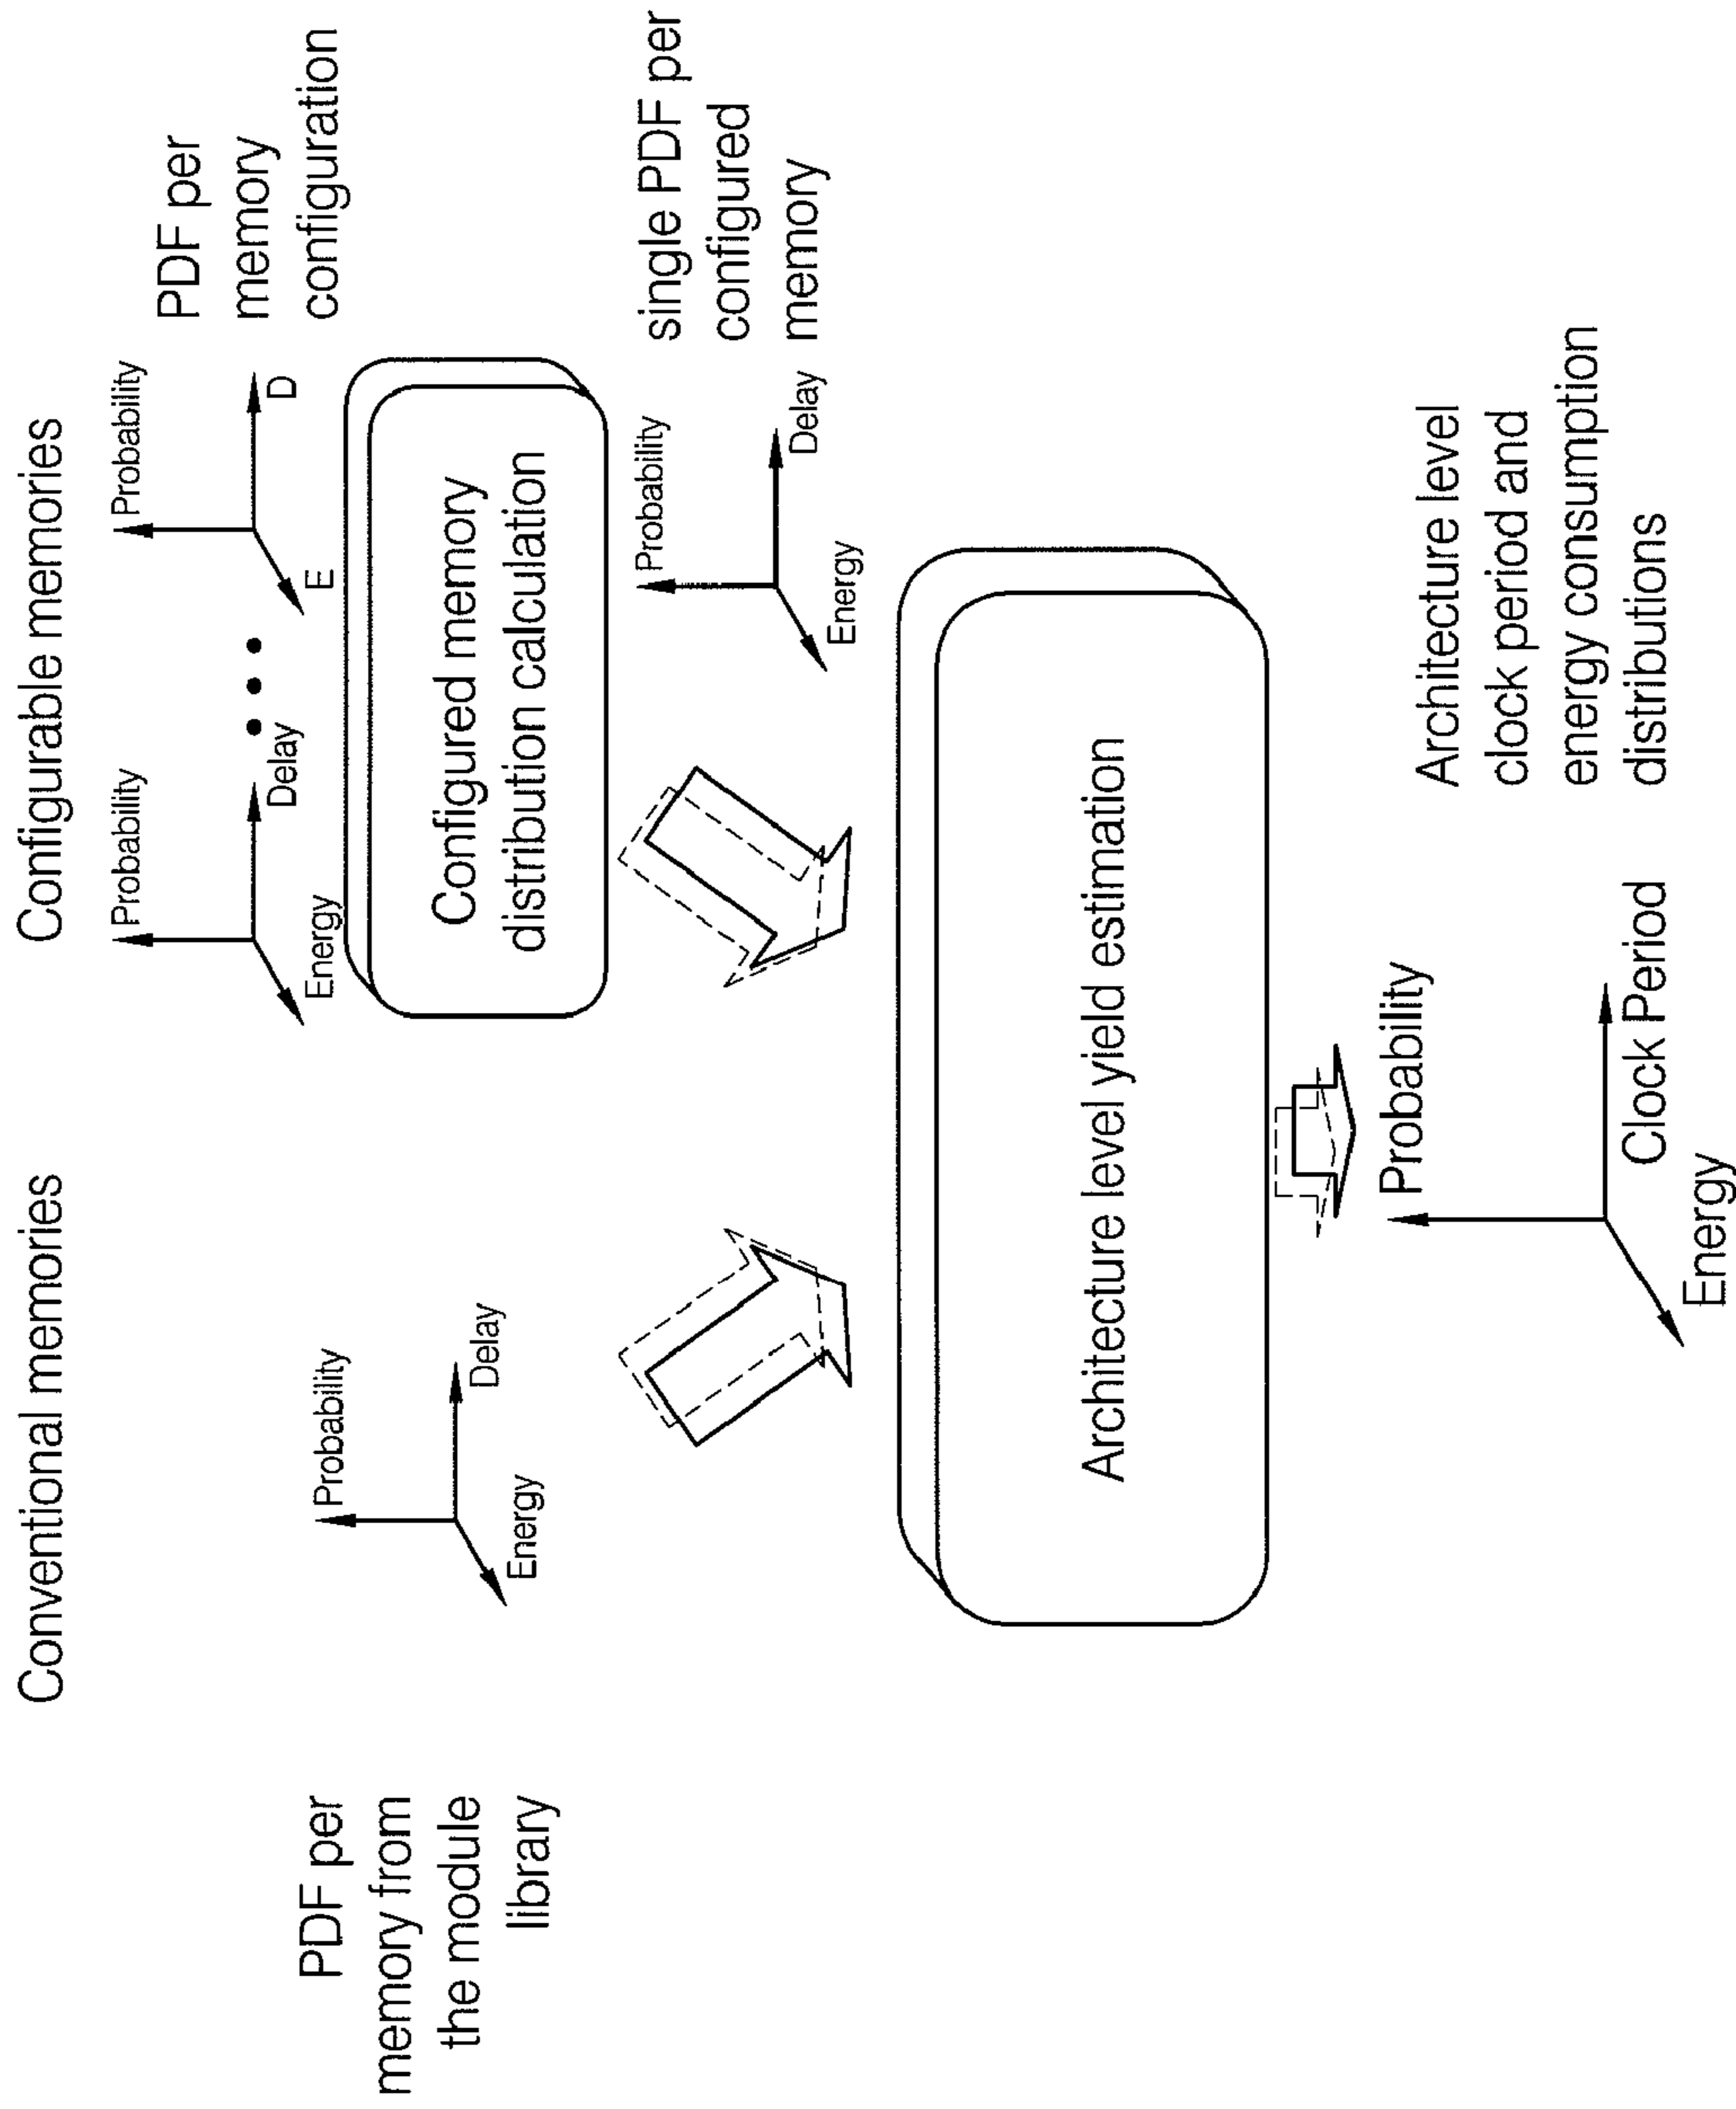 Conventional memories
Configurable memories
PDF per
memory from
the module
library
Probability
Delay
Energy
Probability
Delay
Energy
Probability
D
E
PDF per
memory
configuration
Configured memory
distribution calculation
Probability
Delay
Energy
single PDF per
configured
memory
Architecture level yield estimation
Probability
Clock Period
Energy
Architecture level
clock period and
energy consumption
distributions